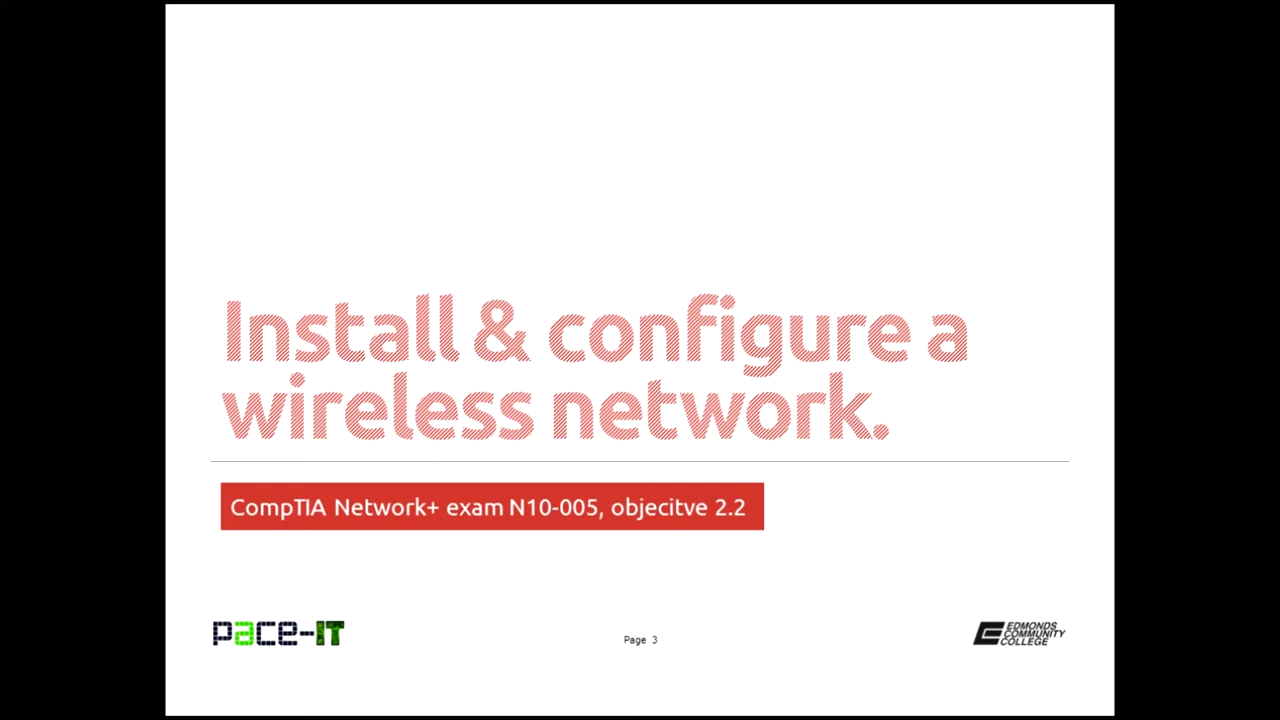 Install & configure a
wireless network.
CompTIA Network+ exam N10-005, objecitve 2.2
pace-IT
Page 3
EDMONDS
COMMUNITY
COLLEGE